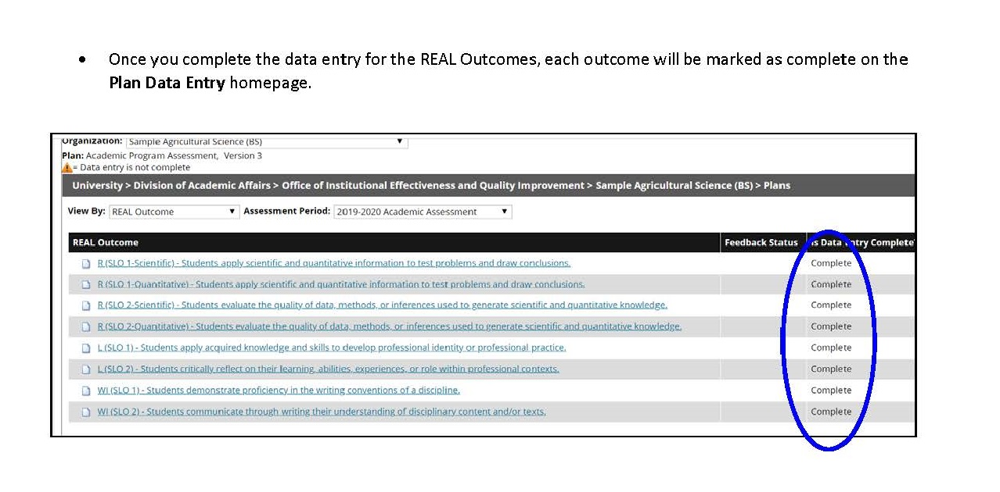 • Once you complete the data entry for the REAL Outcomes, each outcome will be marked as complete on the
Plan Data Entry homepage.
Organization: Sample Agricultural Science (BS)
Plan: Academic Program Assessment, Version 3
= Data entry is not complete
University > Division of Academic Affairs > Office of Institutional Effectiveness and Quality Improvement > Sample Agricultural Science (BS) > Plans
View By: REAL Outcome Assessment Period: 2019-2020 Academic Assessment
REAL Outcome Feedback Status Is Data Entry Complete
R (SLO 1-Scientific) - Students apply scientific and quantitative information to test problems and draw conclusions. Complete
R (SLO 1-Quantitative) - Students apply scientific and quantitative information to test problems and draw conclusions. Complete
R (SLO 2-Scientific) - Students evaluate the quality of data, methods, or inferences used to generate scientific and quantitative knowledge. Complete
R (SLO 2-Quantitative) - Students evaluate the quality of data, methods, or inferences used to generate scientific and quantitative knowledge. Complete
L (SLO 1) - Students apply acquired knowledge and skills to develop professional identity or professional practice. Complete
L (SLO 2) - Students critically reflect on their learning, abilities, experiences, or role within professional contexts. Complete
WI (SLO 1) - Students demonstrate proficiency in the writing conventions of a discipline. Complete
WI (SLO 2) - Students communicate through writing their understanding of disciplinary content and/or texts. Complete